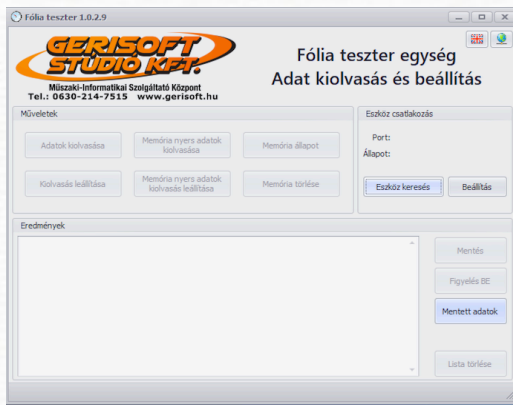 Fólia teszter 1.0.2.9
GERISOFT
STUDIO KFT.
Műszaki-Informatikai Szolgáltató Központ
Tel.: 0630-214-7515 www.gerisoft.hu
Fólia teszter egység
Adat kiolvasás és beállítás
Műveletek
Adatok kiolvasása
Memória nyers adatok
kiolvasása
Memória állapot
Kiolvasás leállítása
Memória nyers adatok
kiolvasás leállítása
Memória törlése
Eszköz csatlakozás
Port:
Állapot:
Eszköz keresés
Beállítás
Eredmények
Mentés
Figyelés BE
Mentett adatok
Lista törlése